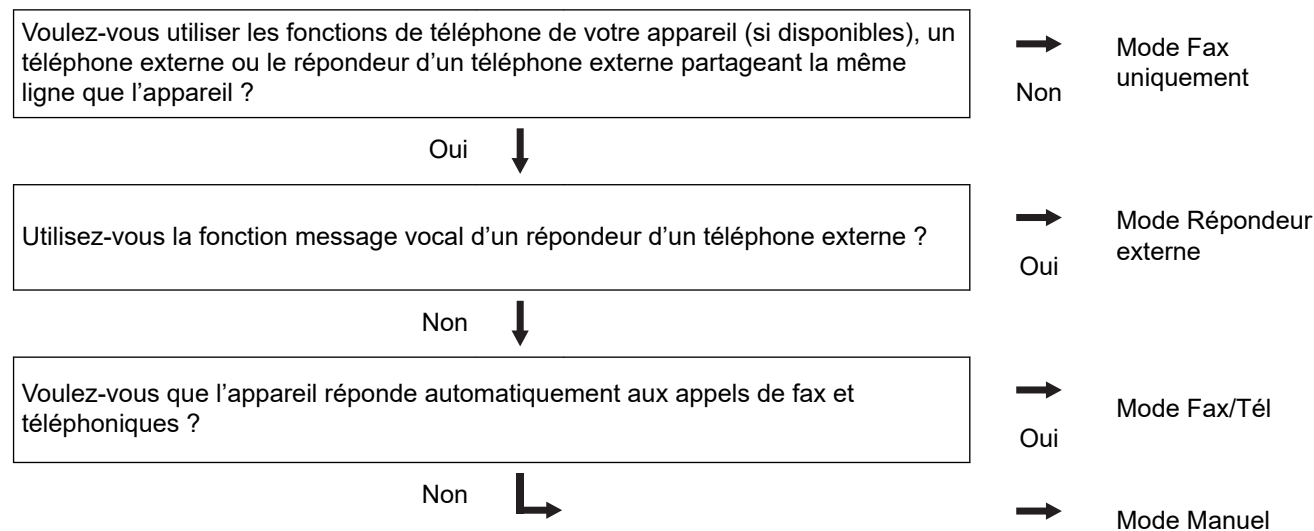 Voulez-vous utiliser les fonctions de téléphone de votre appareil (si disponibles), un
téléphone externe ou le répondeur d’un téléphone externe partageant la même
ligne que l’appareil ?
Mode Fax
uniquement
Non
Oui
Utilisez-vous la fonction message vocal d’un répondeur d’un téléphone externe ?
Mode Répondeur
externe
Oui
Non
Voulez-vous que l’appareil réponde automatiquement aux appels de fax et
téléphoniques ?
Mode Fax/Tél
Oui
Non
Mode Manuel